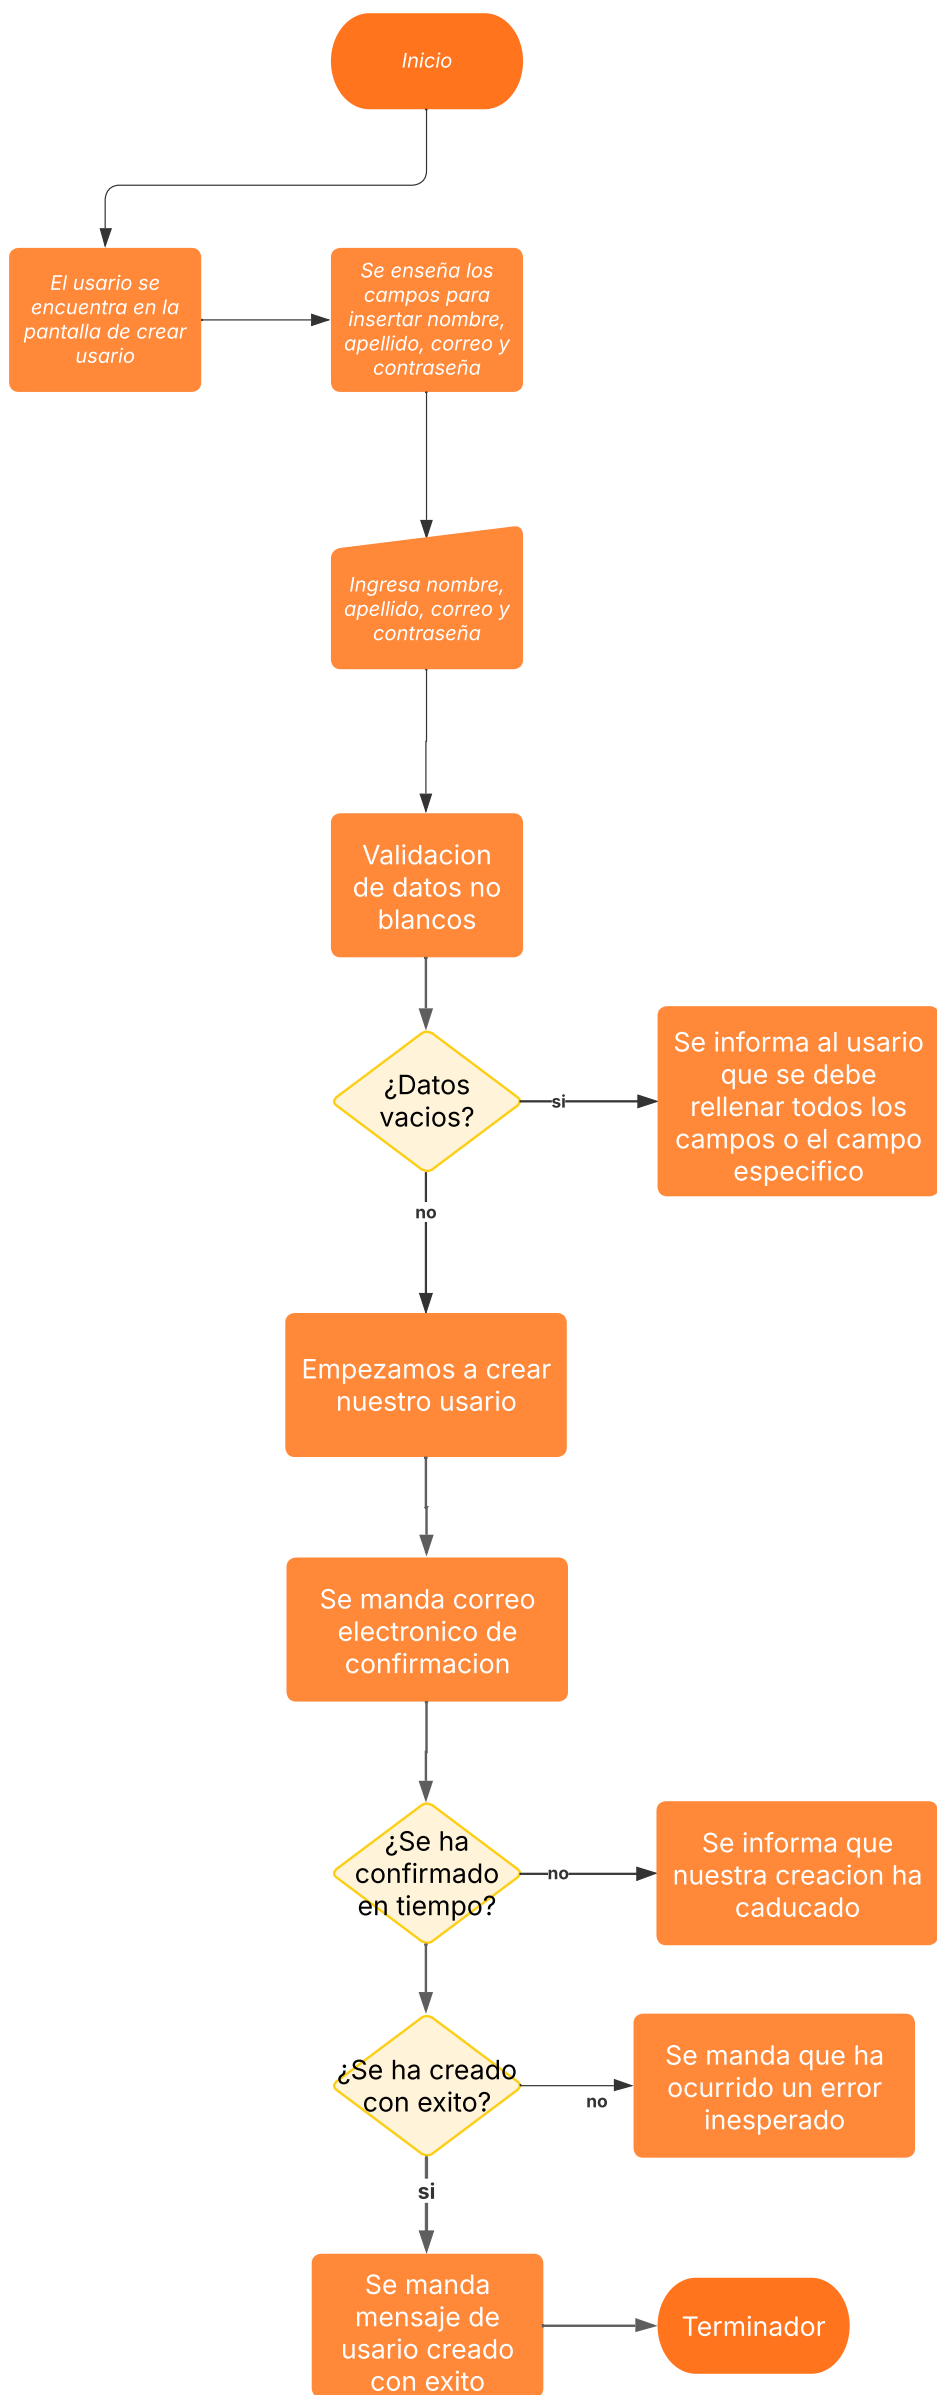 Inicio
El usario se
encuentra en la
pantalla de crear
usario
Se enseña los
campos para
insertar nombre,
apellido, correo y
contraseña
Ingresa nombre,
apellido, correo y
contraseña
Validacion
de datos no
blancos
¿Datos
vacios?
si
Se informa al usario
que se debe
rellenar todos los
campos o el campo
especifico
no
Empezamos a crear
nuestro usario
Se manda correo
electronico de
confirmacion
¿Se ha
confirmado
en tiempo?
no
Se informa que
nuestra creacion ha
caducado
¿Se ha creado
con exito?
no
Se manda que ha
ocurrido un error
inesperado
si
Se manda
mensaje de
usario creado
con exito
Terminador